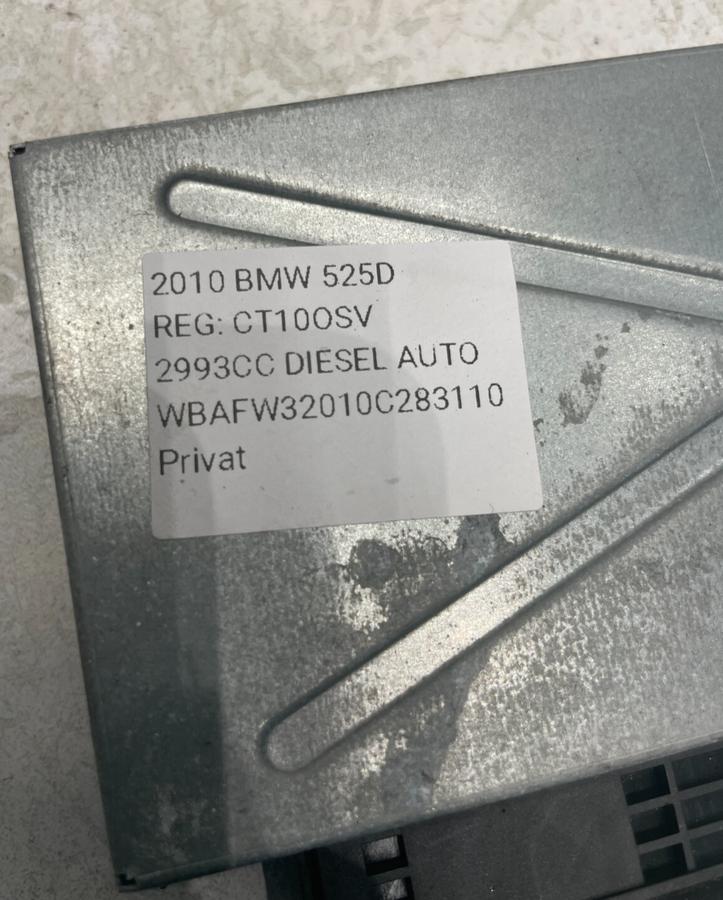 2010 BMW 525D
REG: CT10OSV
2993CC DIESEL AUTO
WBAFW32010C283110
Privat